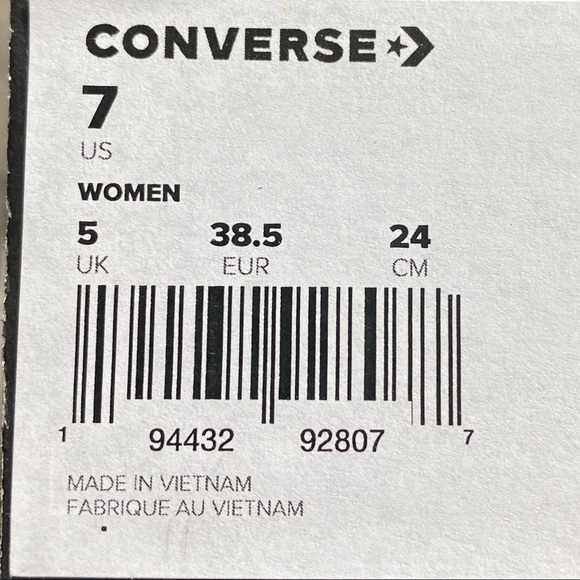 CONVERSE
7
US
WOMEN
5 38.5 24
UK EUR CM
1 94432 92807 7
MADE IN VIETNAM
FABRIQUE AU VIETNAM